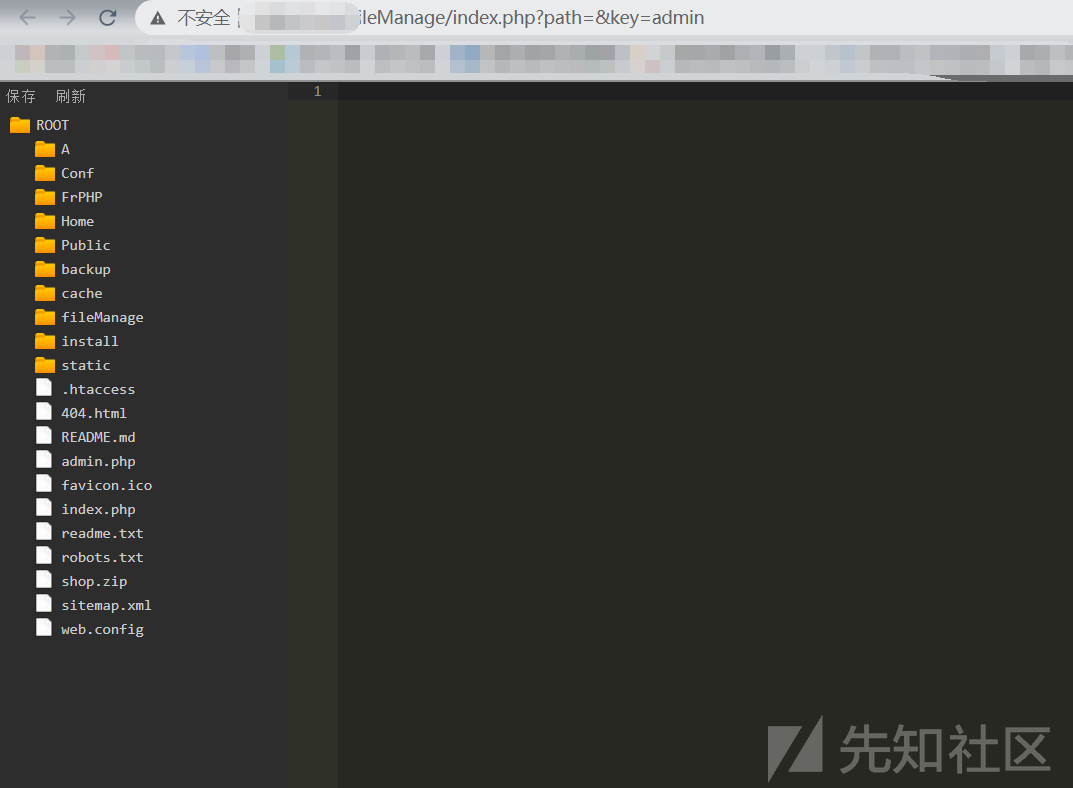 不安全 ileManage/index.php?path=&key=admin
保存 刷新
1
ROOT
A
Conf
FrPHP
Home
Public
backup
cache
fileManage
install
static
.htaccess
404.html
README.md
admin.php
favicon.ico
index.php
readme.txt
robots.txt
shop.zip
sitemap.xml
web.config
先知社区